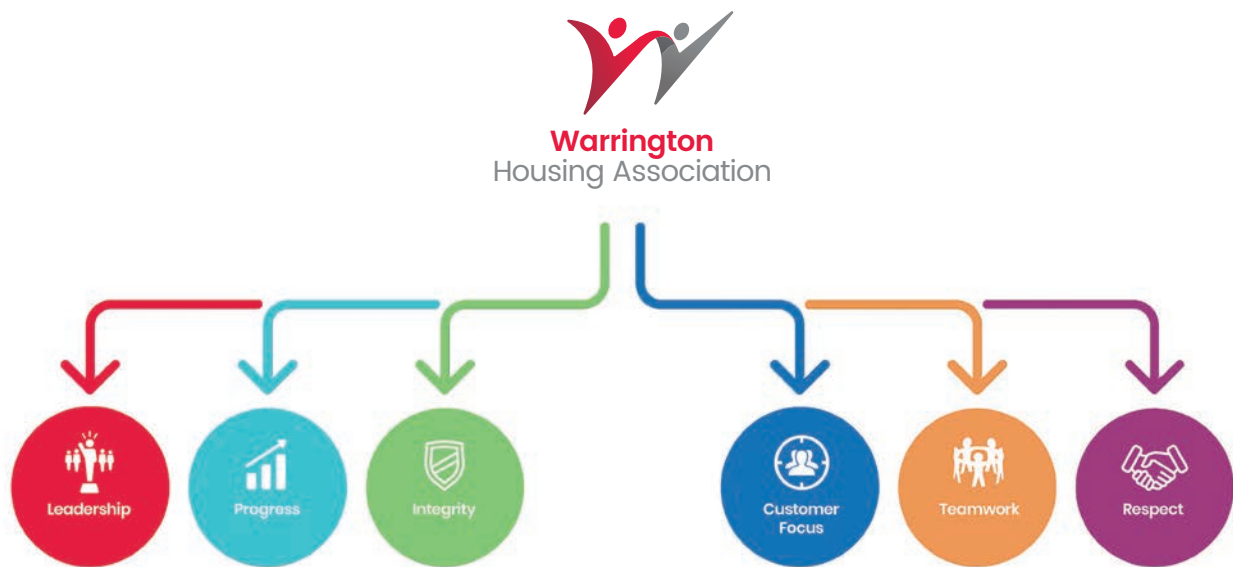 Warrington
Housing Association
Leadership
Progress
Integrity
Customer
Focus
Teamwork
Respect